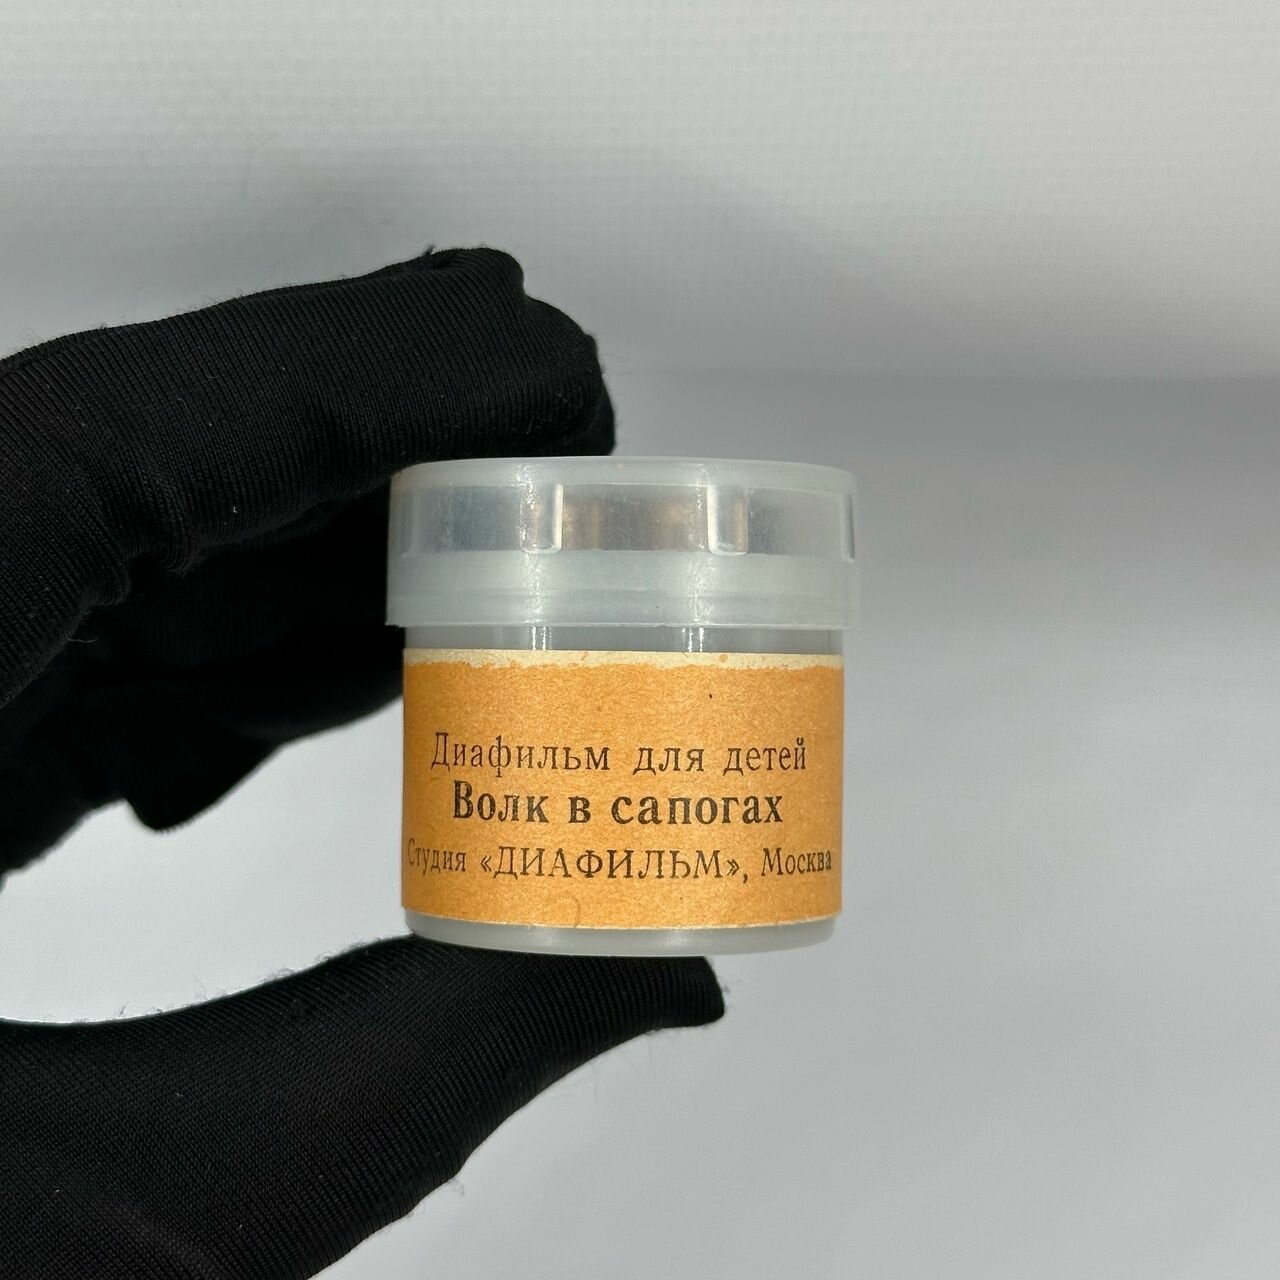 Диафильм для детей
Волк в сапогах
Студия «ДИАФИЛЬМ», Москва